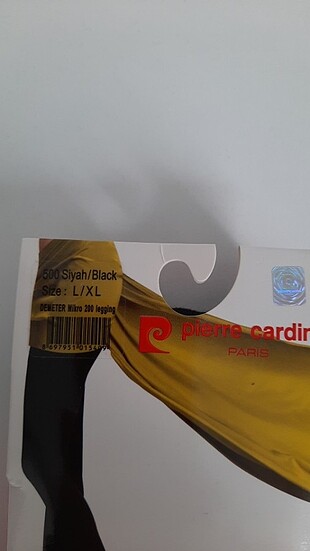 500 Siyah/Black
Size: L/XL
DEMETER Mikro 200 legging
pierre cardin
PARIS